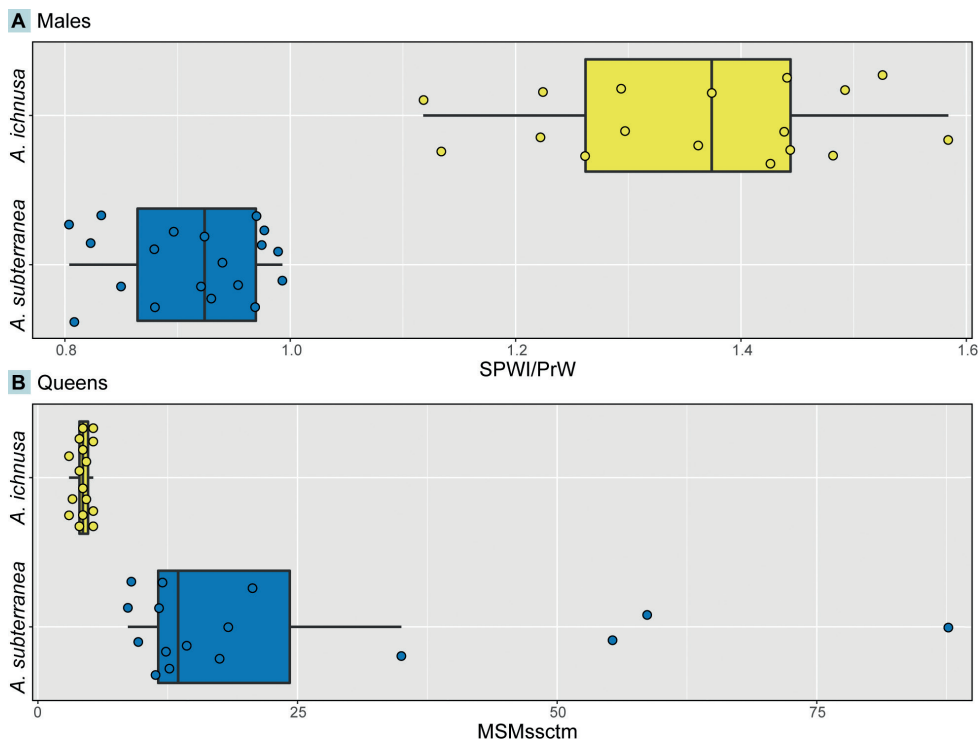 A Males
A. ichnusa
A. subterranea
0.8 1.0 1.2 1.4 1.6
SPWI/PrW
B Queens
A. ichnusa
A. subterranea
0 25 50 75
MSMssctm